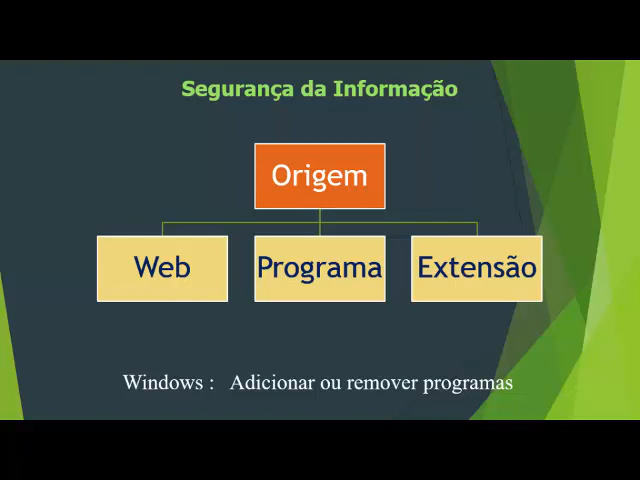 Segurança da Informação
Origem
Web
Programa
Extensão
Windows : Adicionar ou remover programas